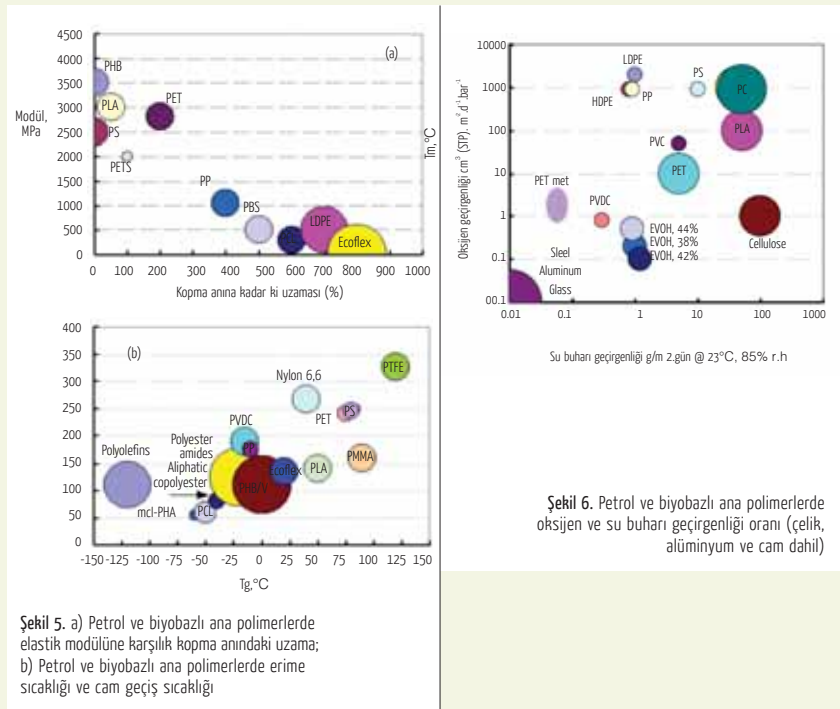 4500
4000
3500
3000
2500
2000
1500
1000
500
0
Modül,
MPa
(a)
PHB
PLA
PS
PET
PETS
PP
PBS
LDPE
Ecoflex
0 100 200 300 400 500 600 700 800 900 1000
Kopma anına kadar ki uzaması (%)
Tm,°C
400
350
300
250
200
150
100
50
0
(b)
PTFE
Nylon 6,6
PET
PS
PVDC
PP
Polyester
amides
Aliphatic
copolyester
Polyolefins
Ecoflex
PLA
PMMA
PHB/V
mcl-PHA
PCL
-150 -125 -100 -75 -50 -25 0 25 50 75 100 125 150
Tg,°C
Şekil 5. a) Petrol ve biyobazlı ana polimerlerde
elastik modülüne karşılık kopma anındaki uzama;
b) Petrol ve biyobazlı ana polimerlerde erime
sıcaklığı ve cam geçiş sıcaklığı
Oksijen geçirgenliği cm³ (STP). m⁻².d⁻¹.bar⁻¹
10000
1000
100
10
1
0.1
00.1
LDPE
HDPE
PP
PS
PC
PLA
PVC
PET
PET met
PVDC
EVOH, 44%
EVOH, 38%
EVOH, 42%
Cellulose
Sleel
Aluminum
Glass
0.01 0.1 1 10 100 1000
Su buharı geçirgenliği g/m 2.gün @ 23°C, 85% r.h
Şekil 6. Petrol ve biyobazlı ana polimerlerde
oksijen ve su buharı geçirgenliği oranı (çelik,
alüminyum ve cam dahil)